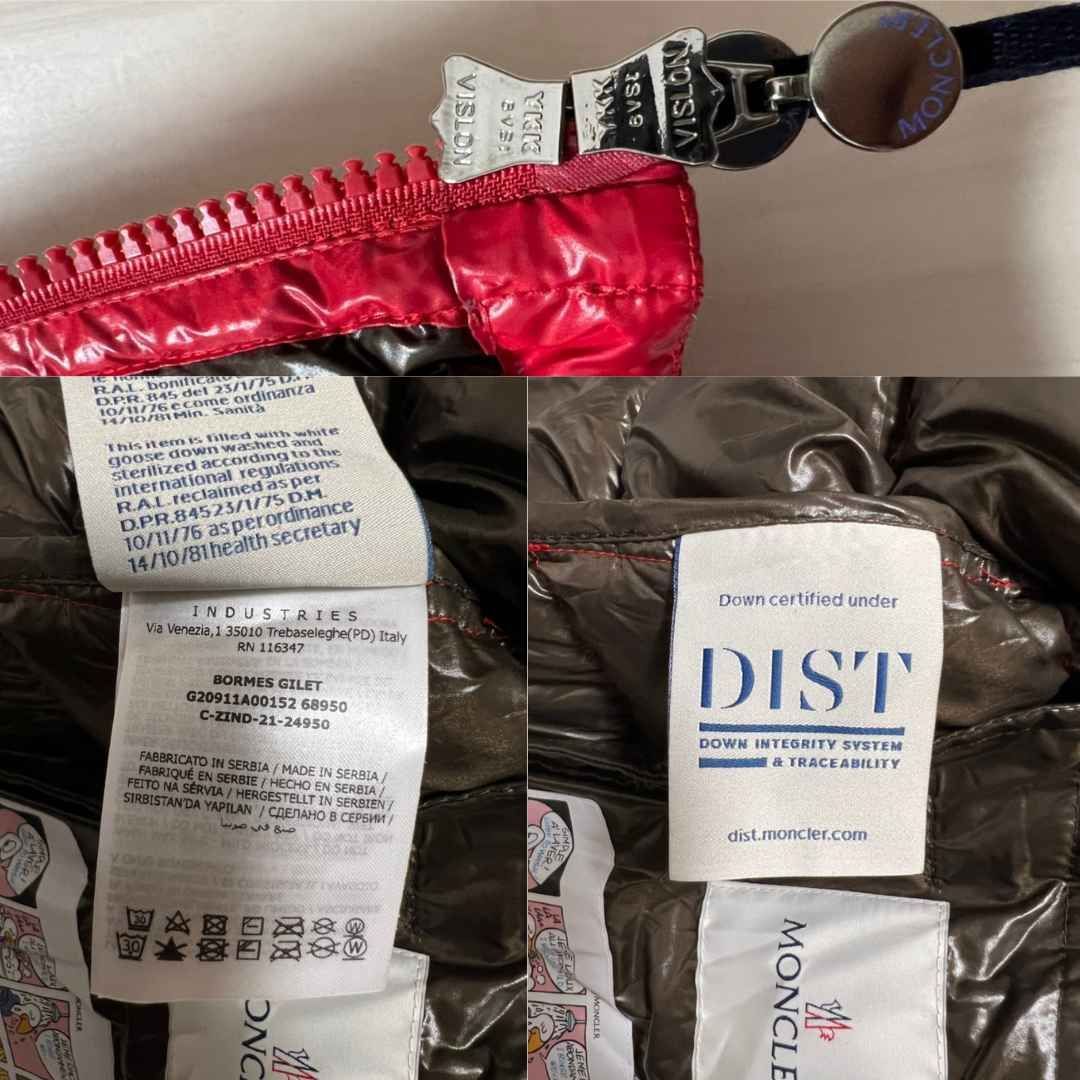 VISLON
YKK
8VS1
YKK
8VS2
VISLON
MONCLER
R.A.L. bonificato
D.P.R. 845 del 23/1/75 D.M.
10/11/76 e come ordinanza
14/10/81 Min. Sanità
This item is filled with white
goose down washed and
sterilized according to the
international regulations
R.A.L. reclaimed as per
D.P.R. 84523/1/75 D.M.
10/11/76 as per ordinance
14/10/81 health secretary
INDUSTRIES
Via Venezia,1 35010 Trebaseleghe(PD) Italy
RN 116347
BORMES GILET
G20911A00152 68950
C-ZIND-21-24950
FABBRICATO IN SERBIA / MADE IN SERBIA /
FABRIQUÉ EN SERBIE / HECHO EN SERBIA /
FEITO NA SÉRVIA / HERGESTELLT IN SERBIEN /
SIRBISTAN'DA YAPILAN / СДЕЛАНО В СЕРБИИ /
صنع في صربيا
30
W
30
W
Down certified under
DIST
DOWN INTEGRITY SYSTEM
& TRACEABILITY
dist.moncler.com
MONCLER
MONCLER